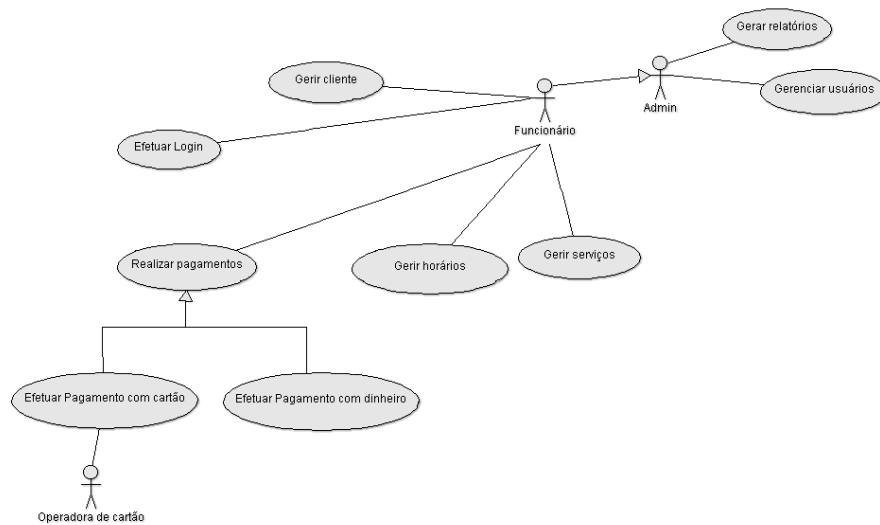 Gerar relatórios
Gerir cliente
Gerenciar usuários
Admin
Funcionário
Efetuar Login
Realizar pagamentos
Gerir horários
Gerir serviços
Efetuar Pagamento com cartão
Efetuar Pagamento com dinheiro
Operadora de cartão